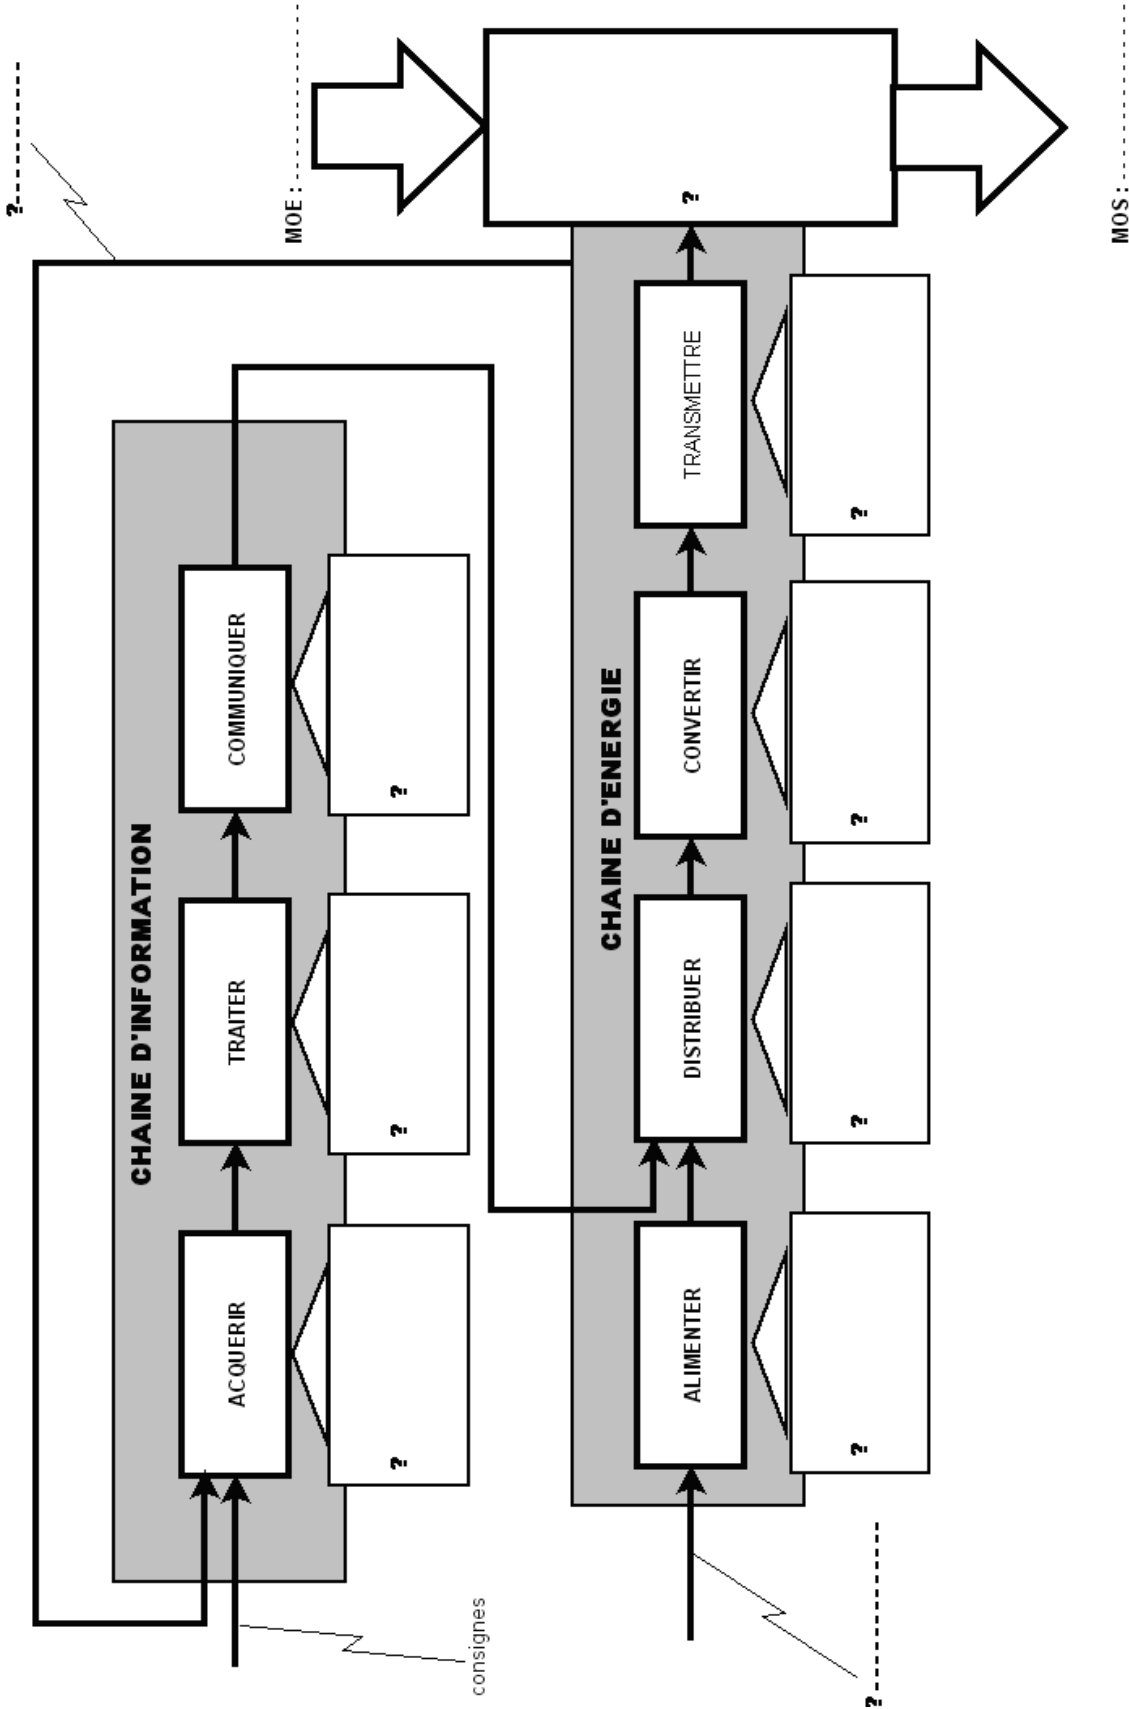 ?
CHAINE D'INFORMATION
ACQUERIR
TRAITER
COMMUNIQUER
MOE :
?
?
?
consignes
CHAINE D'ENERGIE
ALIMENTER
DISTRIBUER
CONVERTIR
TRANSMETTRE
?
?
?
?
?
?
MOS :